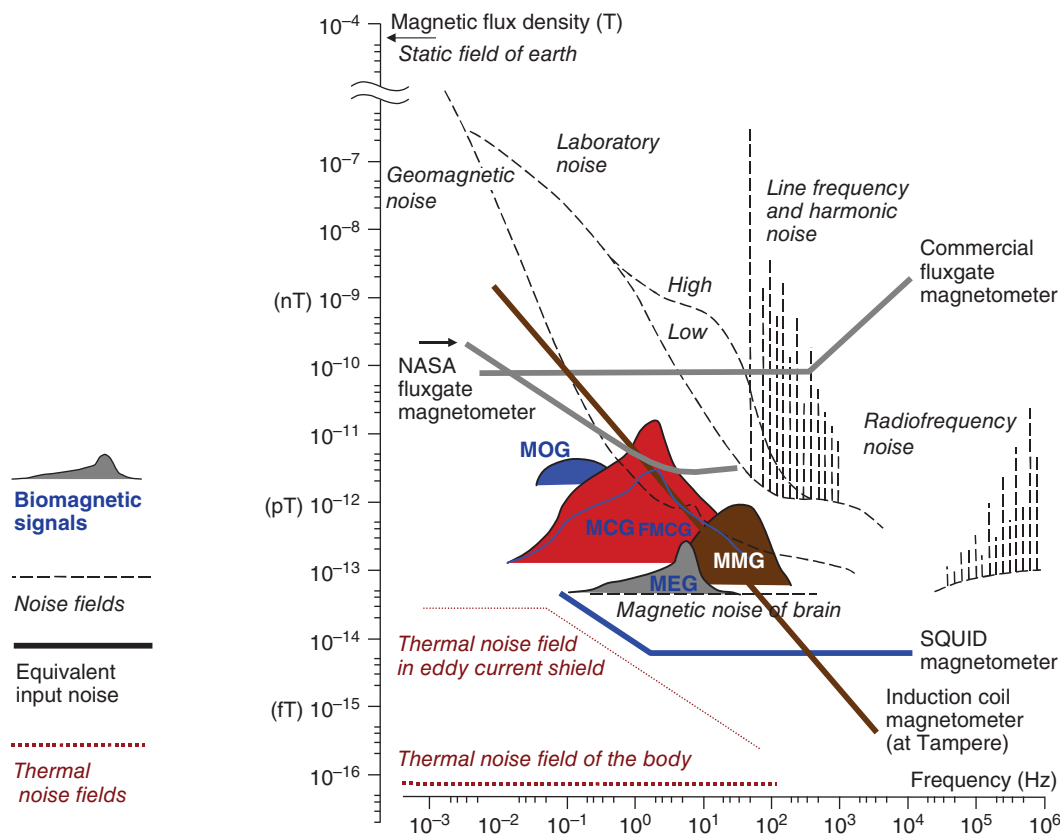 10⁻⁴
Magnetic flux density (T)
Static field of earth
10⁻⁷
Geomagnetic
noise
Laboratory
noise
Line frequency
and harmonic
noise
10⁻⁸
Commercial
fluxgate
magnetometer
High
(nT) 10⁻⁹
Low
10⁻¹⁰
NASA
fluxgate
magnetometer
10⁻¹¹
Radiofrequency
noise
MOG
Biomagnetic
signals
(pT) 10⁻¹²
MCG
FMCG
MMG
10⁻¹³
MEG
Magnetic noise of brain
Noise fields
10⁻¹⁴
Thermal noise field
in eddy current shield
SQUID
magnetometer
Equivalent
input noise
(fT) 10⁻¹⁵
Induction coil
magnetometer
(at Tampere)
Thermal
noise fields
Thermal noise field of the body
10⁻¹⁶
Frequency (Hz)
10⁻³ 10⁻² 10⁻¹ 10⁰ 10¹ 10² 10³ 10⁴ 10⁵ 10⁶